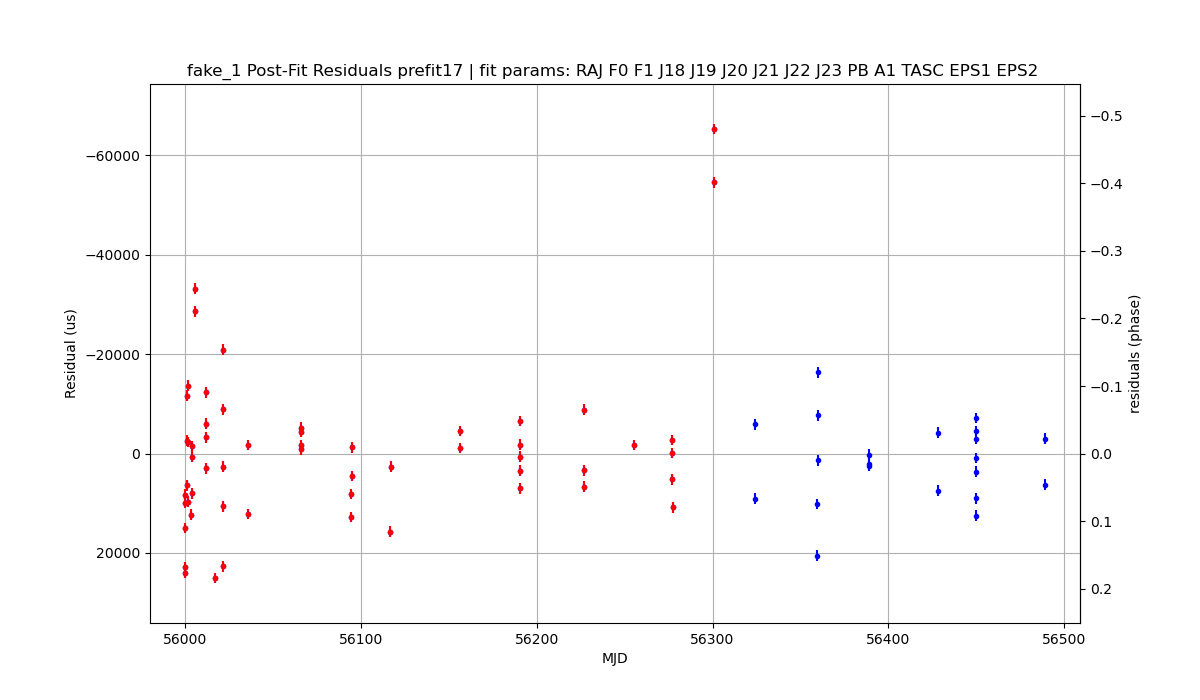 fake_1 Post-Fit Residuals prefit17 | fit params: RAJ F0 F1 J18 J19 J20 J21 J22 J23 PB A1 TASC EPS1 EPS2
−60000
−40000
−20000
0
20000
Residual (us)
−0.5
−0.4
−0.3
−0.2
−0.1
0.0
0.1
0.2
residuals (phase)
56000 56100 56200 56300 56400 56500
MJD